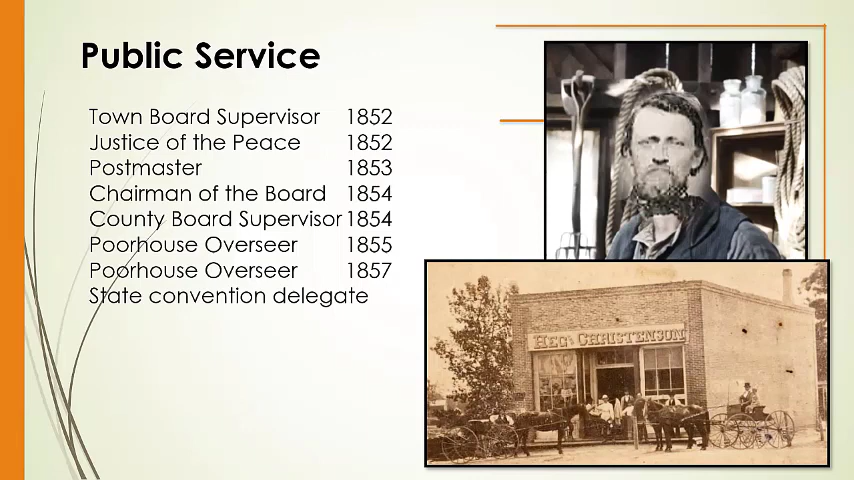 Public Service
Town Board Supervisor 1852
Justice of the Peace 1852
Postmaster 1853
Chairman of the Board 1854
County Board Supervisor 1854
Poorhouse Overseer 1855
Poorhouse Overseer 1857
State convention delegate
HEG & CHRISTENSON